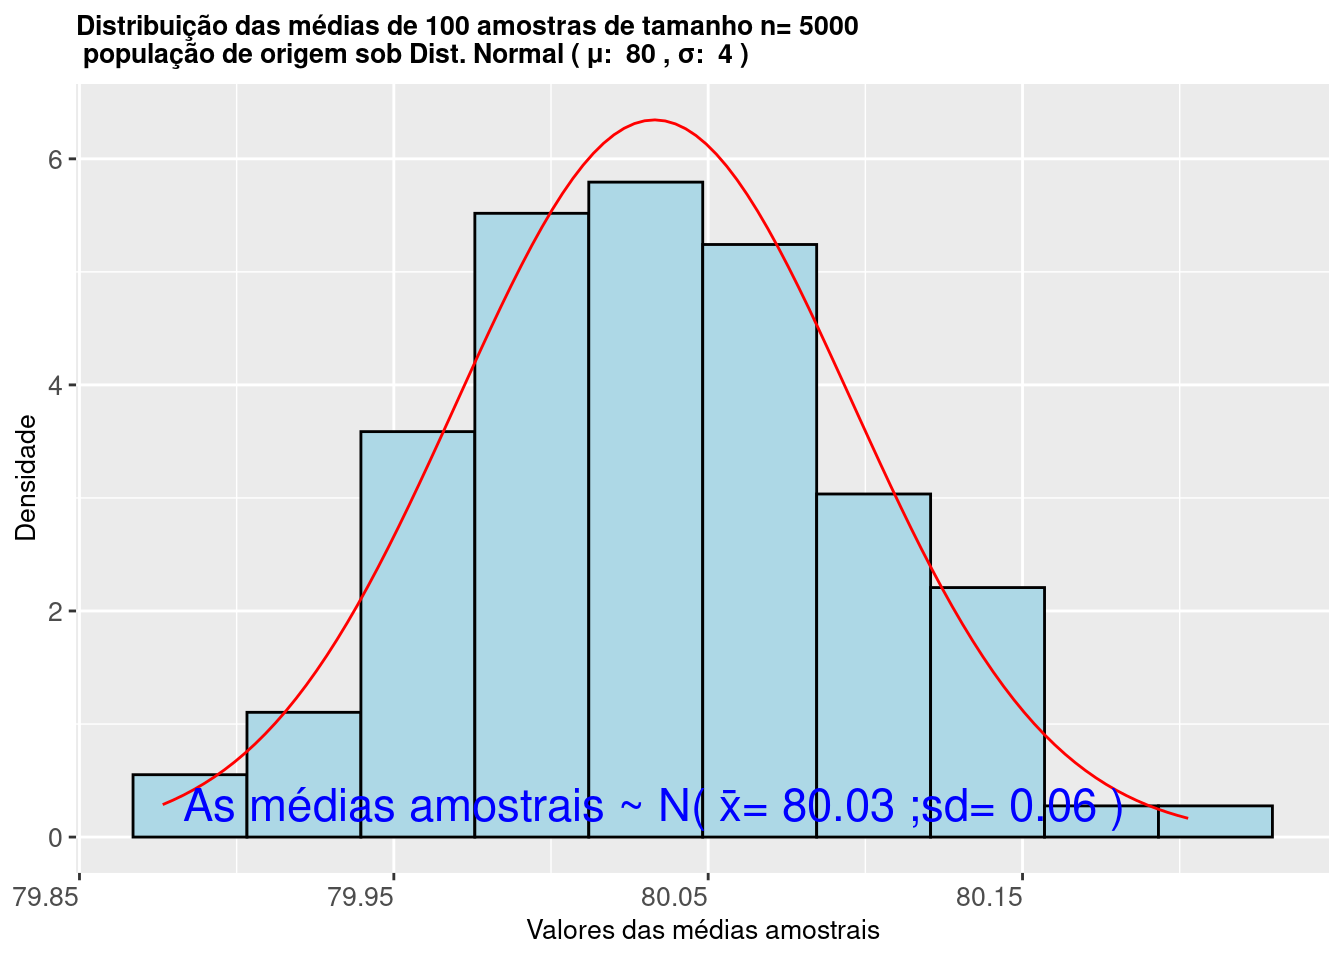 Distribuição das médias de 100 amostras de tamanho n= 5000
população de origem sob Dist. Normal ( μ:  80 , σ:  4 )
6
4
2
0
Densidade
As médias amostrais ~ N( x̄= 80.03 ;sd= 0.06 )
79.85
79.95
80.05
80.15
Valores das médias amostrais